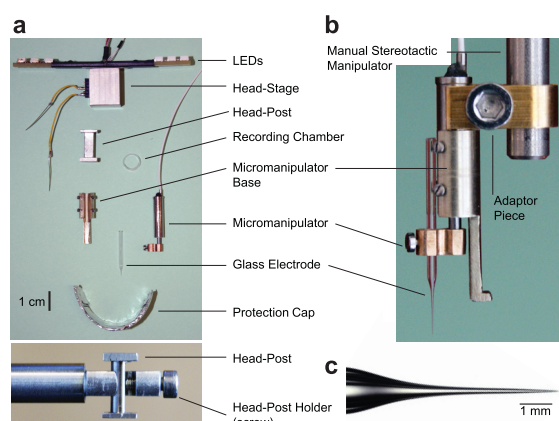 a
LEDs
Head-Stage
Head-Post
Recording Chamber
Micromanipulator
Base
Micromanipulator
Glass Electrode
1 cm
Protection Cap
Head-Post
Head-Post Holder
(screw)
b
Manual Stereotactic
Manipulator
Adaptor
Piece
c
1 mm